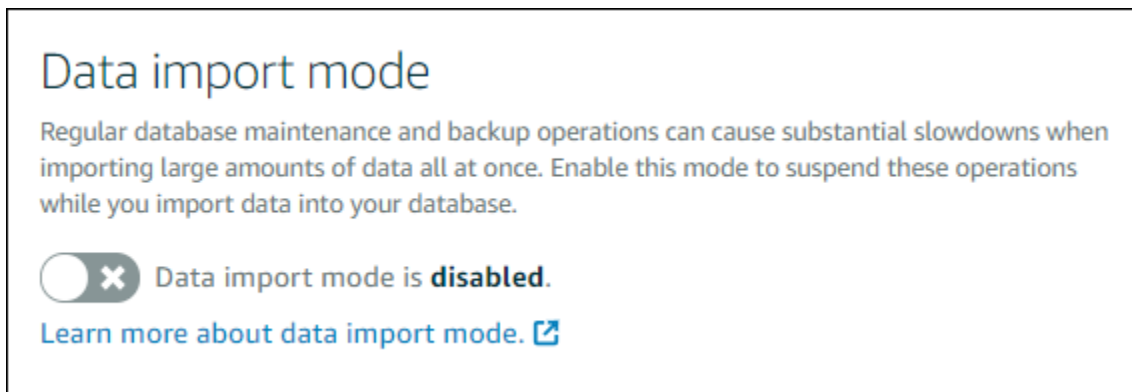 Data import mode
Regular database maintenance and backup operations can cause substantial slowdowns when
importing large amounts of data all at once. Enable this mode to suspend these operations
while you import data into your database.
Data import mode is disabled.
Learn more about data import mode.